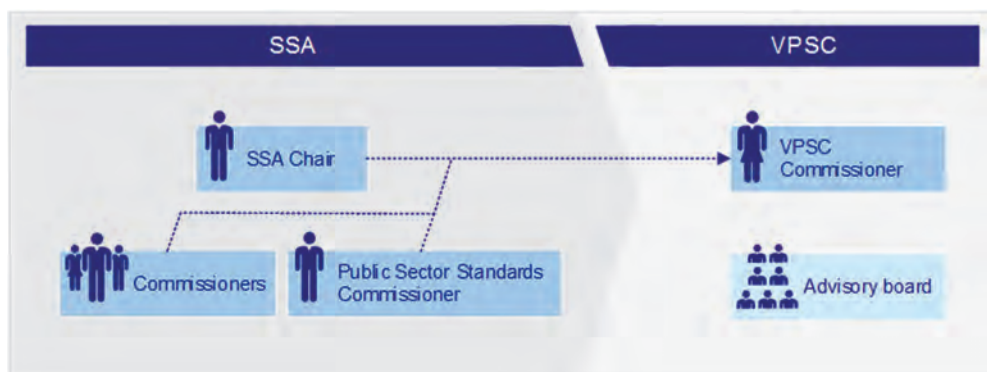 SSA
VPSC
SSA Chair
VPSC
Commissioner
Commissioners
Public Sector Standards
Commissioner
Advisory board